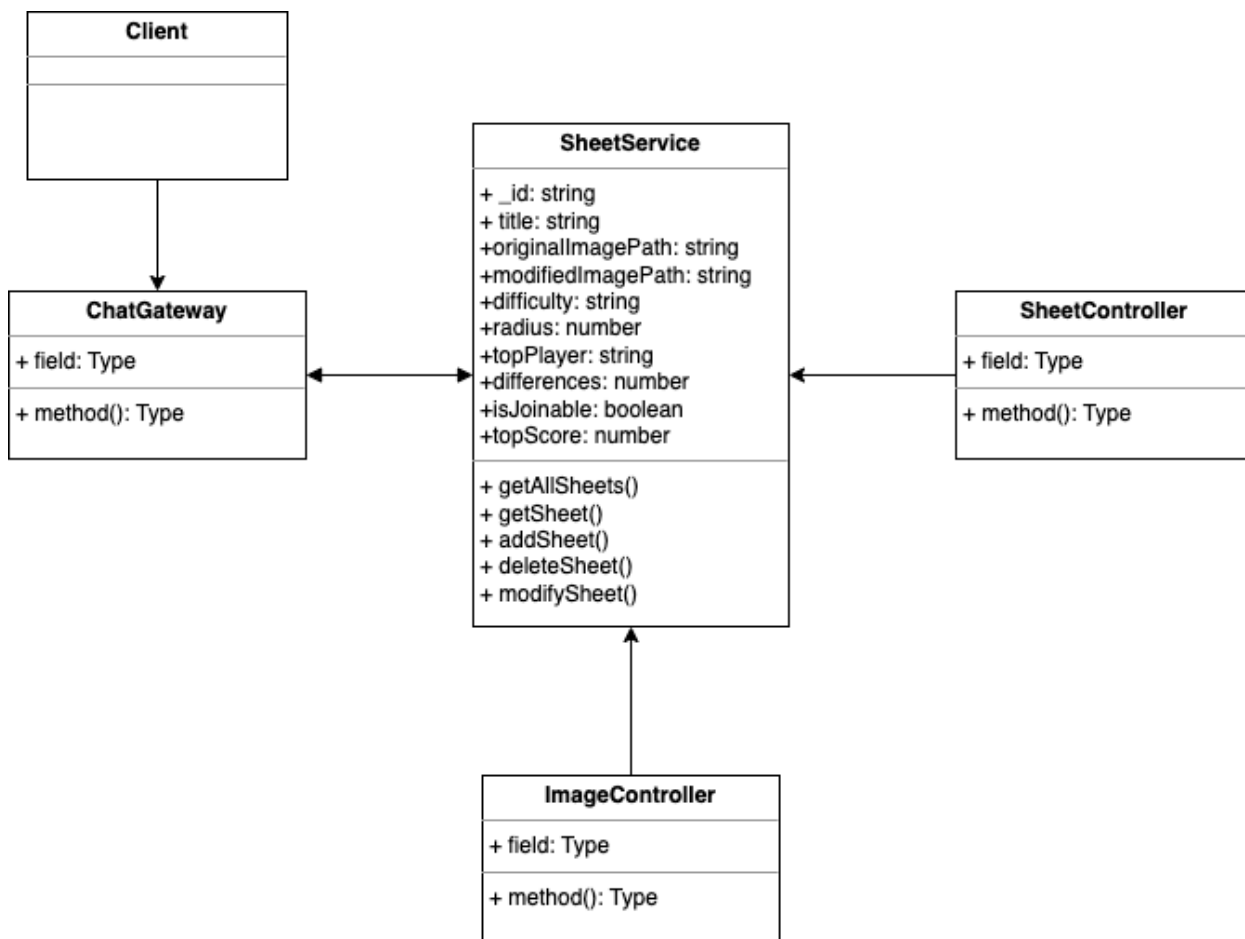 Client
SheetService
+ _id: string
+ title: string
+originalImagePath: string
+modifiedImagePath: string
+difficulty: string
+radius: number
+topPlayer: string
+differences: number
+isJoinable: boolean
+topScore: number
+ getAllSheets()
+ getSheet()
+ addSheet()
+ deleteSheet()
+ modifySheet()
ChatGateway
+ field: Type
+ method(): Type
SheetController
+ field: Type
+ method(): Type
ImageController
+ field: Type
+ method(): Type